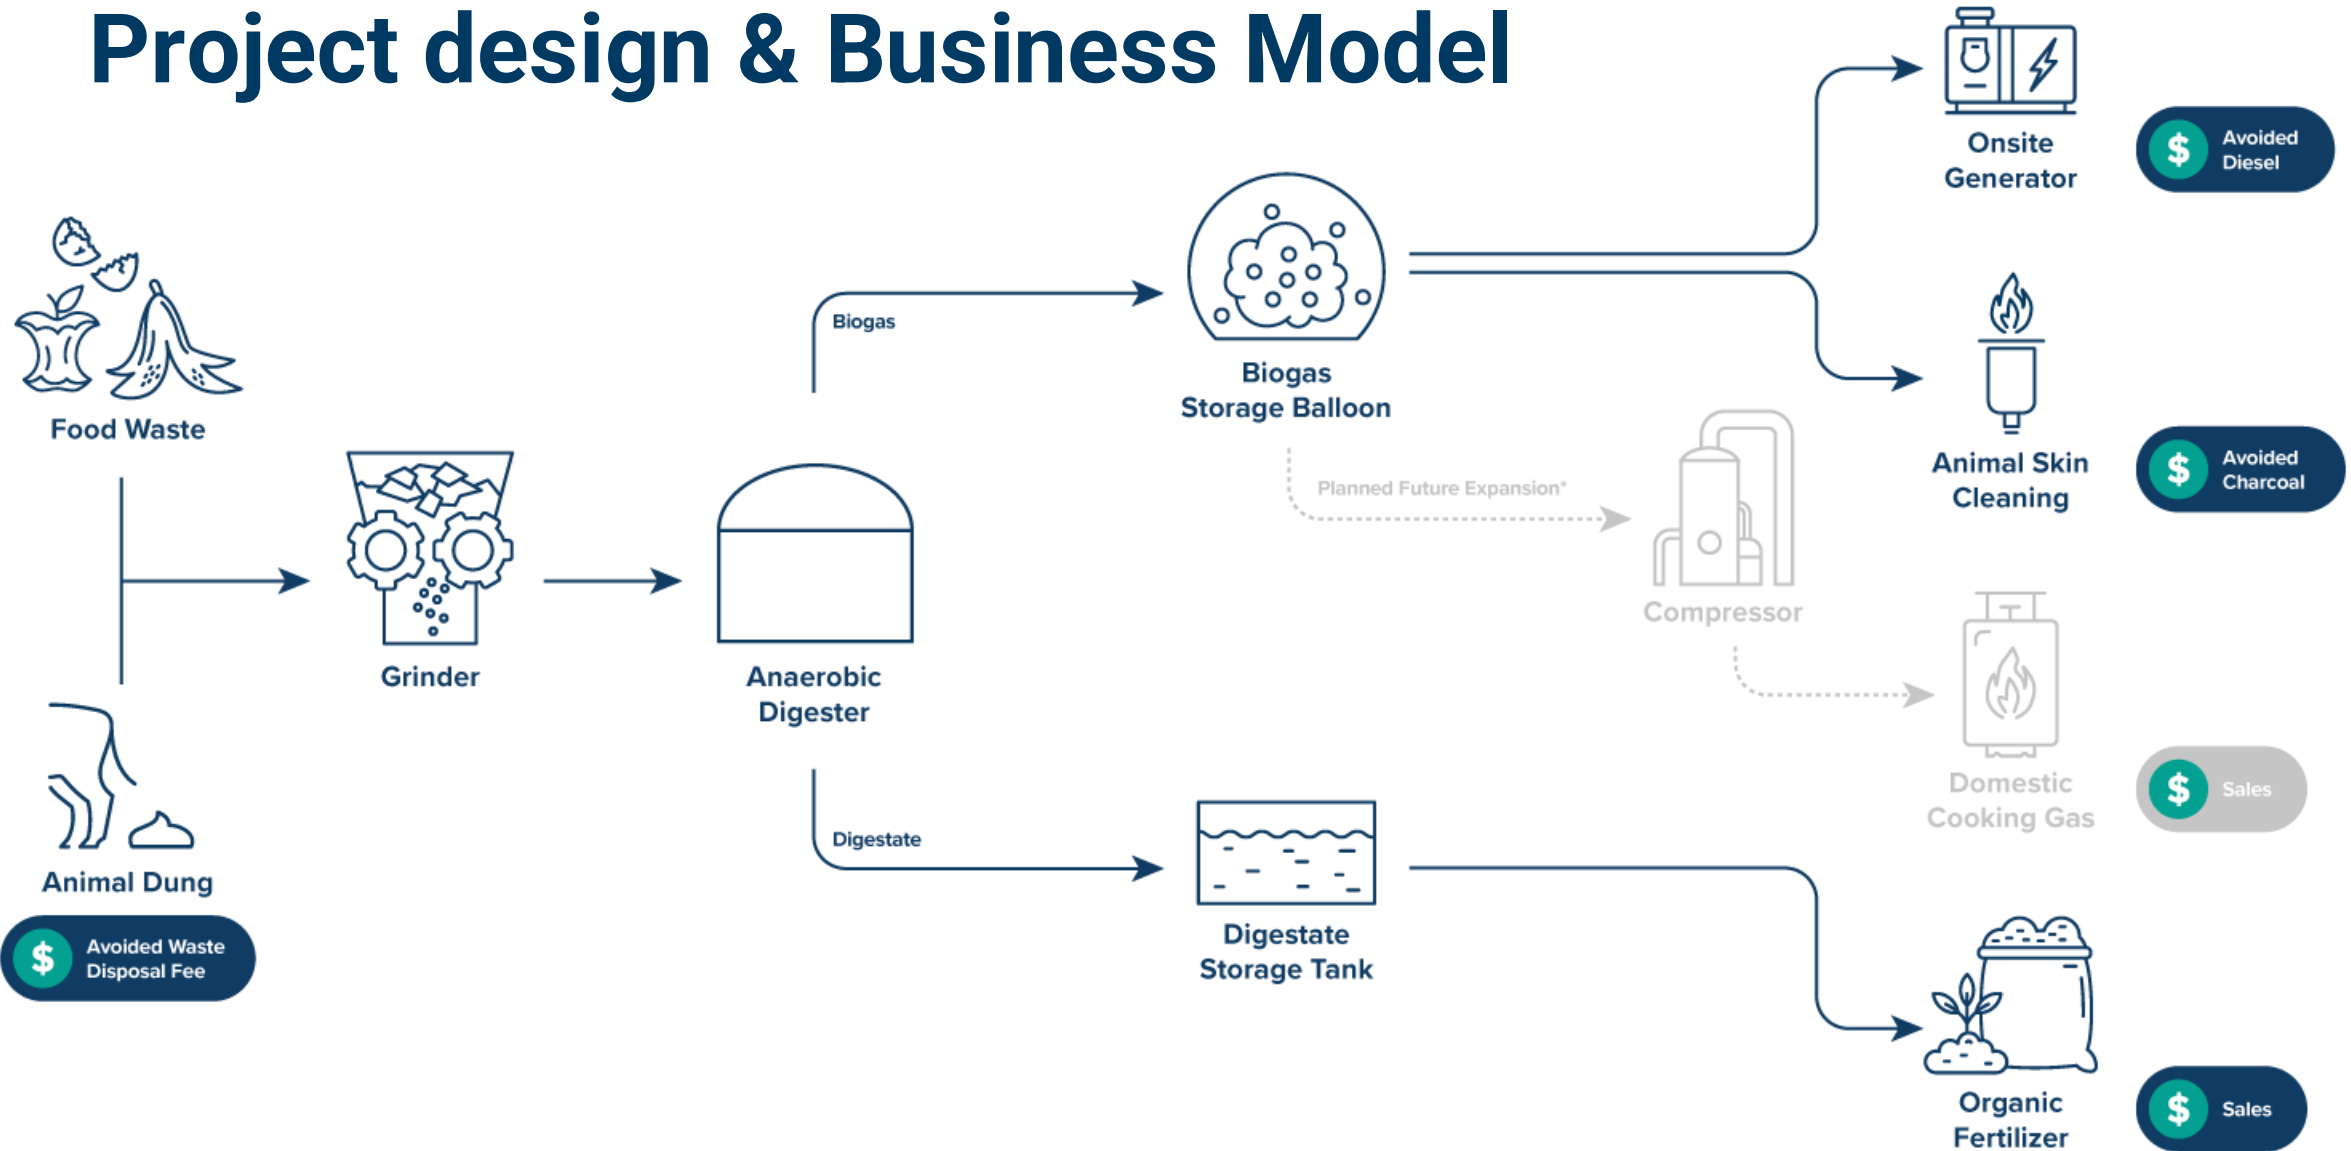 Project design & Business Model
Onsite
Generator
Avoided
Diesel
Biogas
Biogas
Storage Balloon
Food Waste
Animal Skin
Cleaning
Avoided
Charcoal
Planned Future Expansion*
Compressor
Grinder
Anaerobic
Digester
Domestic
Cooking Gas
Sales
Digestate
Animal Dung
Avoided Waste
Disposal Fee
Digestate
Storage Tank
Organic
Fertilizer
Sales